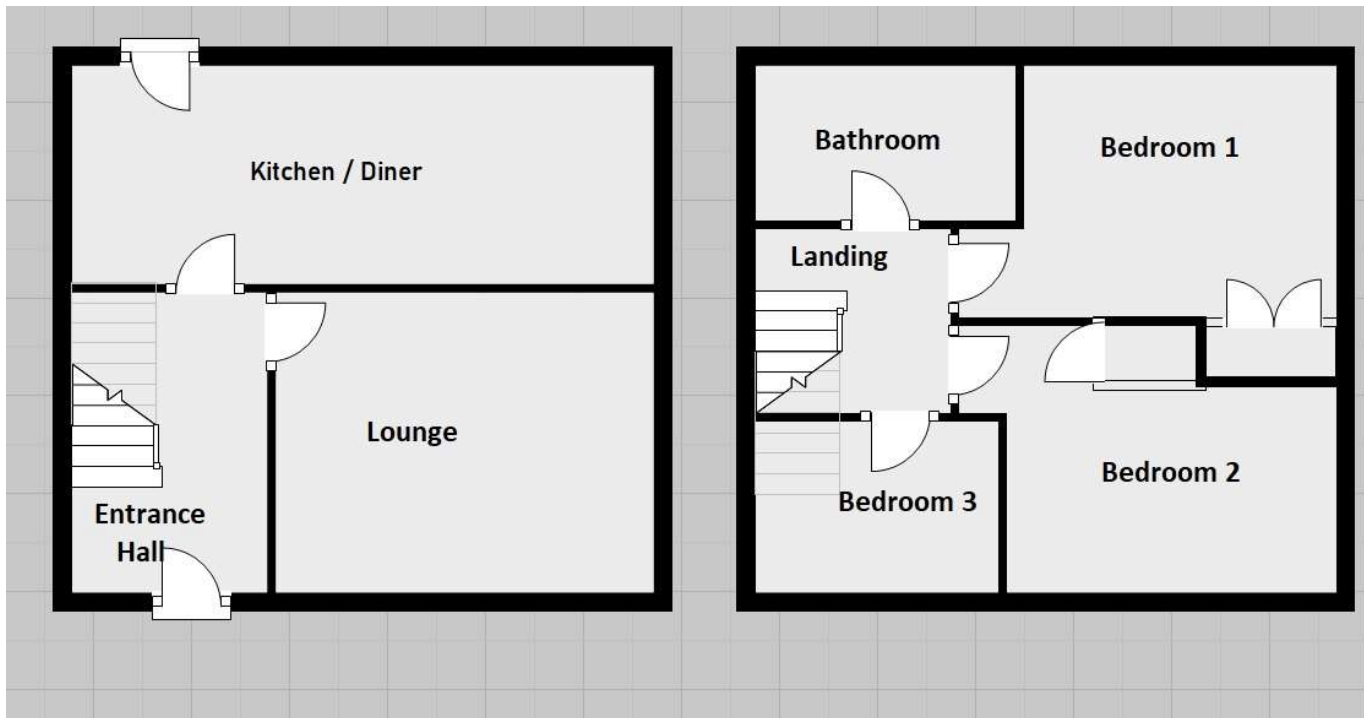 Kitchen / Diner
Lounge
Entrance
Hall
Bathroom
Bedroom 1
Landing
Bedroom 2
Bedroom 3